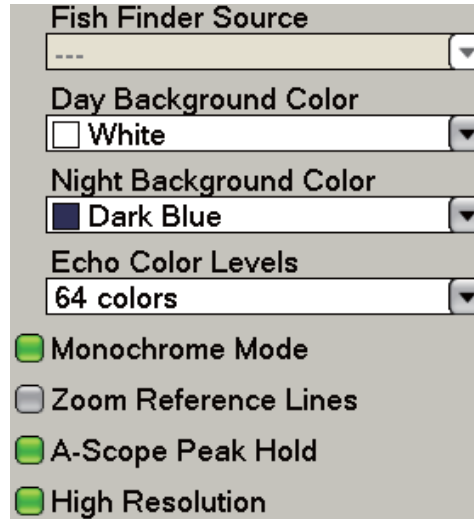 Fish Finder Source
---
Day Background Color
White
Night Background Color
Dark Blue
Echo Color Levels
64 colors
Monochrome Mode
Zoom Reference Lines
A-Scope Peak Hold
High Resolution